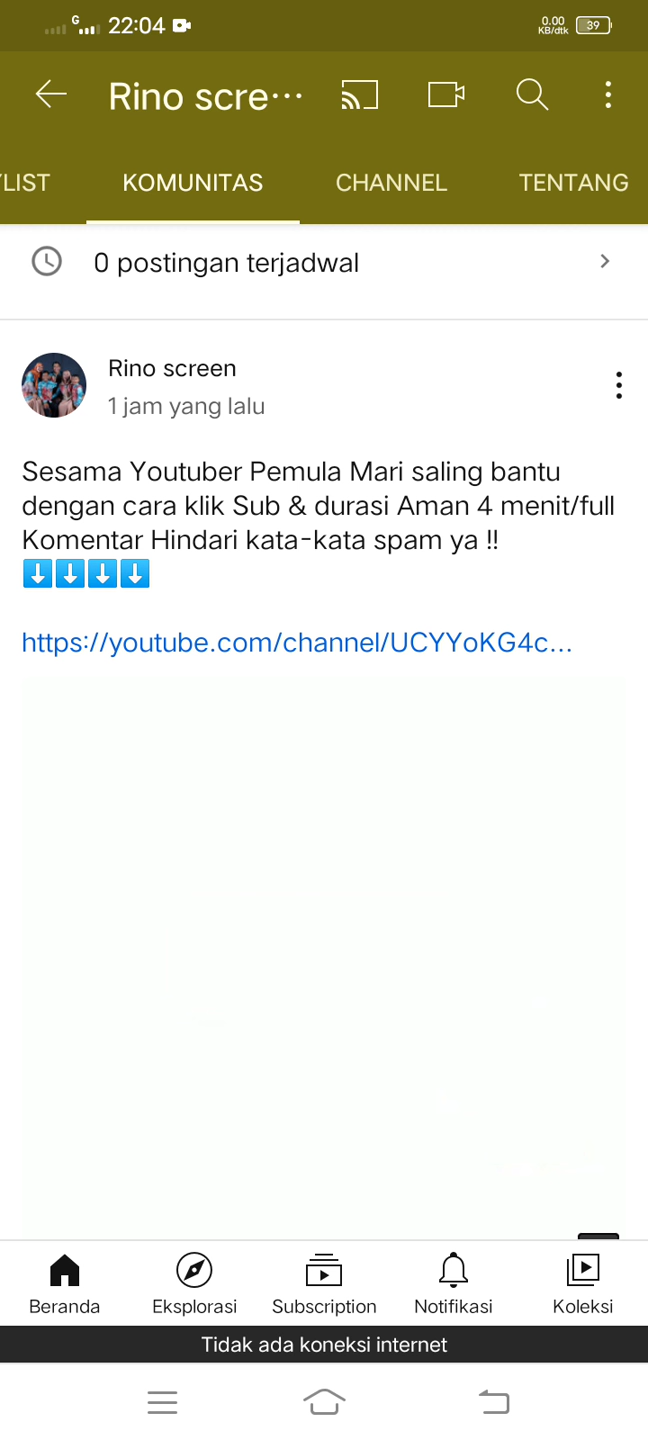 G 22:04 0.00 KB/dtk 39
Rino scre...
LIST KOMUNITAS CHANNEL TENTANG
0 postingan terjadwal
Rino screen
1 jam yang lalu
Sesama Youtuber Pemula Mari saling bantu
dengan cara klik Sub & durasi Aman 4 menit/full
Komentar Hindari kata-kata spam ya !!
⬇️⬇️⬇️⬇️
https://youtube.com/channel/UCYYoKG4c...
Beranda Eksplorasi Subscription Notifikasi Koleksi
Tidak ada koneksi internet